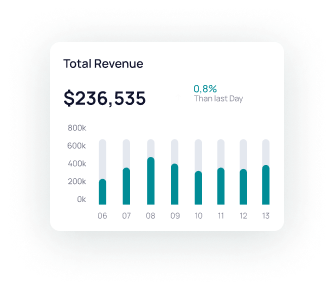 Total Revenue
$236,535
0,8%
Than last Day
800k
600k
400k
200k
0k
06 07 08 09 10 11 12 13